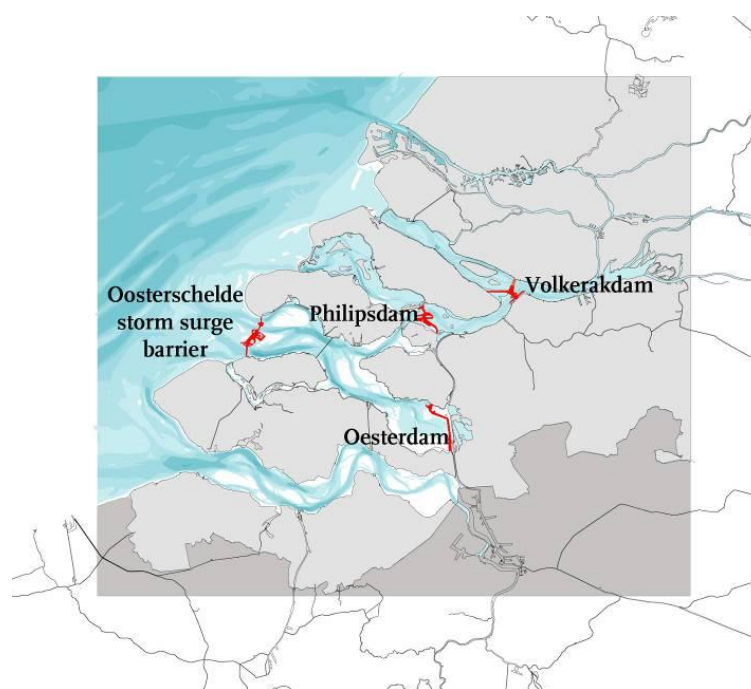 Volkerakdam
Oosterschelde
storm surge
barrier
Philipsdam
Oesterdam